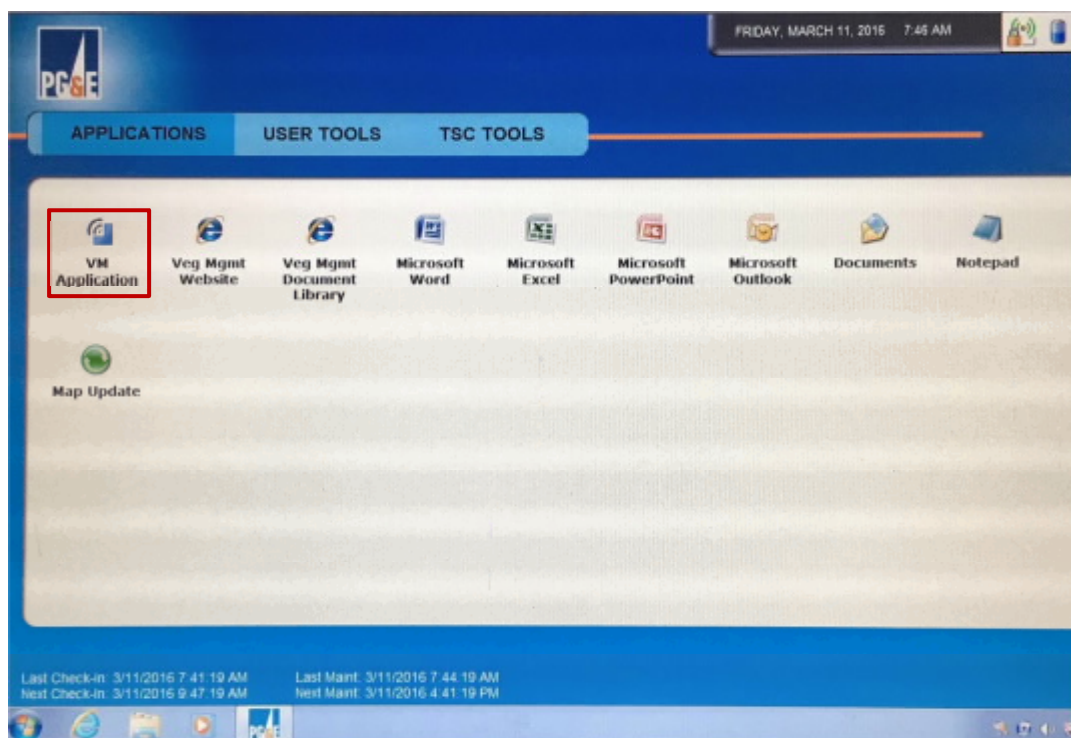 FRIDAY, MARCH 11, 2016 7:46 AM
PG&E
APPLICATIONS USER TOOLS TSC TOOLS
VM Application
Veg Mgmt Website
Veg Mgmt Document Library
Microsoft Word
Microsoft Excel
Microsoft PowerPoint
Microsoft Outlook
Documents
Notepad
Map Update
Last Check-in: 3/11/2016 7:41:19 AM Last Maint: 3/11/2016 7:44:19 AM
Next Check-in: 3/11/2016 9:47:19 AM Next Maint: 3/11/2016 4:41:19 PM
PG&E